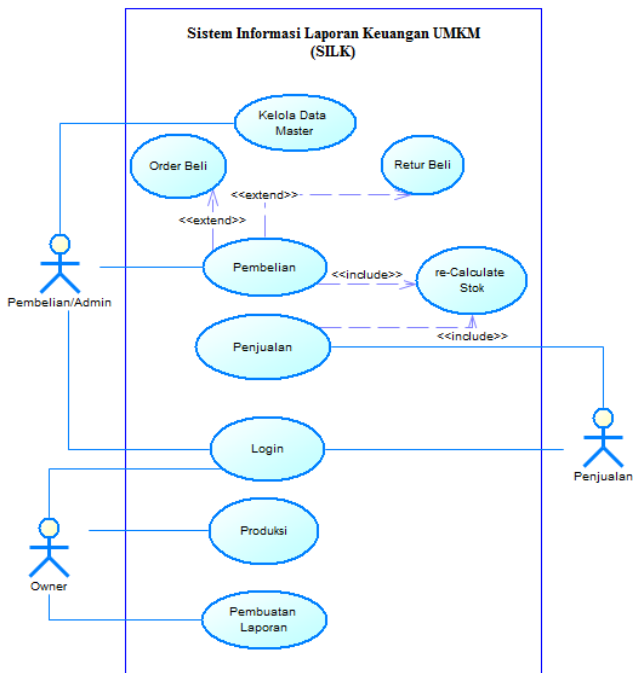 Sistem Informasi Laporan Keuangan UMKM
(SILK)
Kelola Data
Master
Order Beli
Retur Beli
<<extend>>
<<extend>>
Pembelian
<<include>>
re-Calculate
Stok
Pembelian/Admin
Penjualan
<<include>>
Login
Penjualan
Produksi
Owner
Pembuatan
Laporan